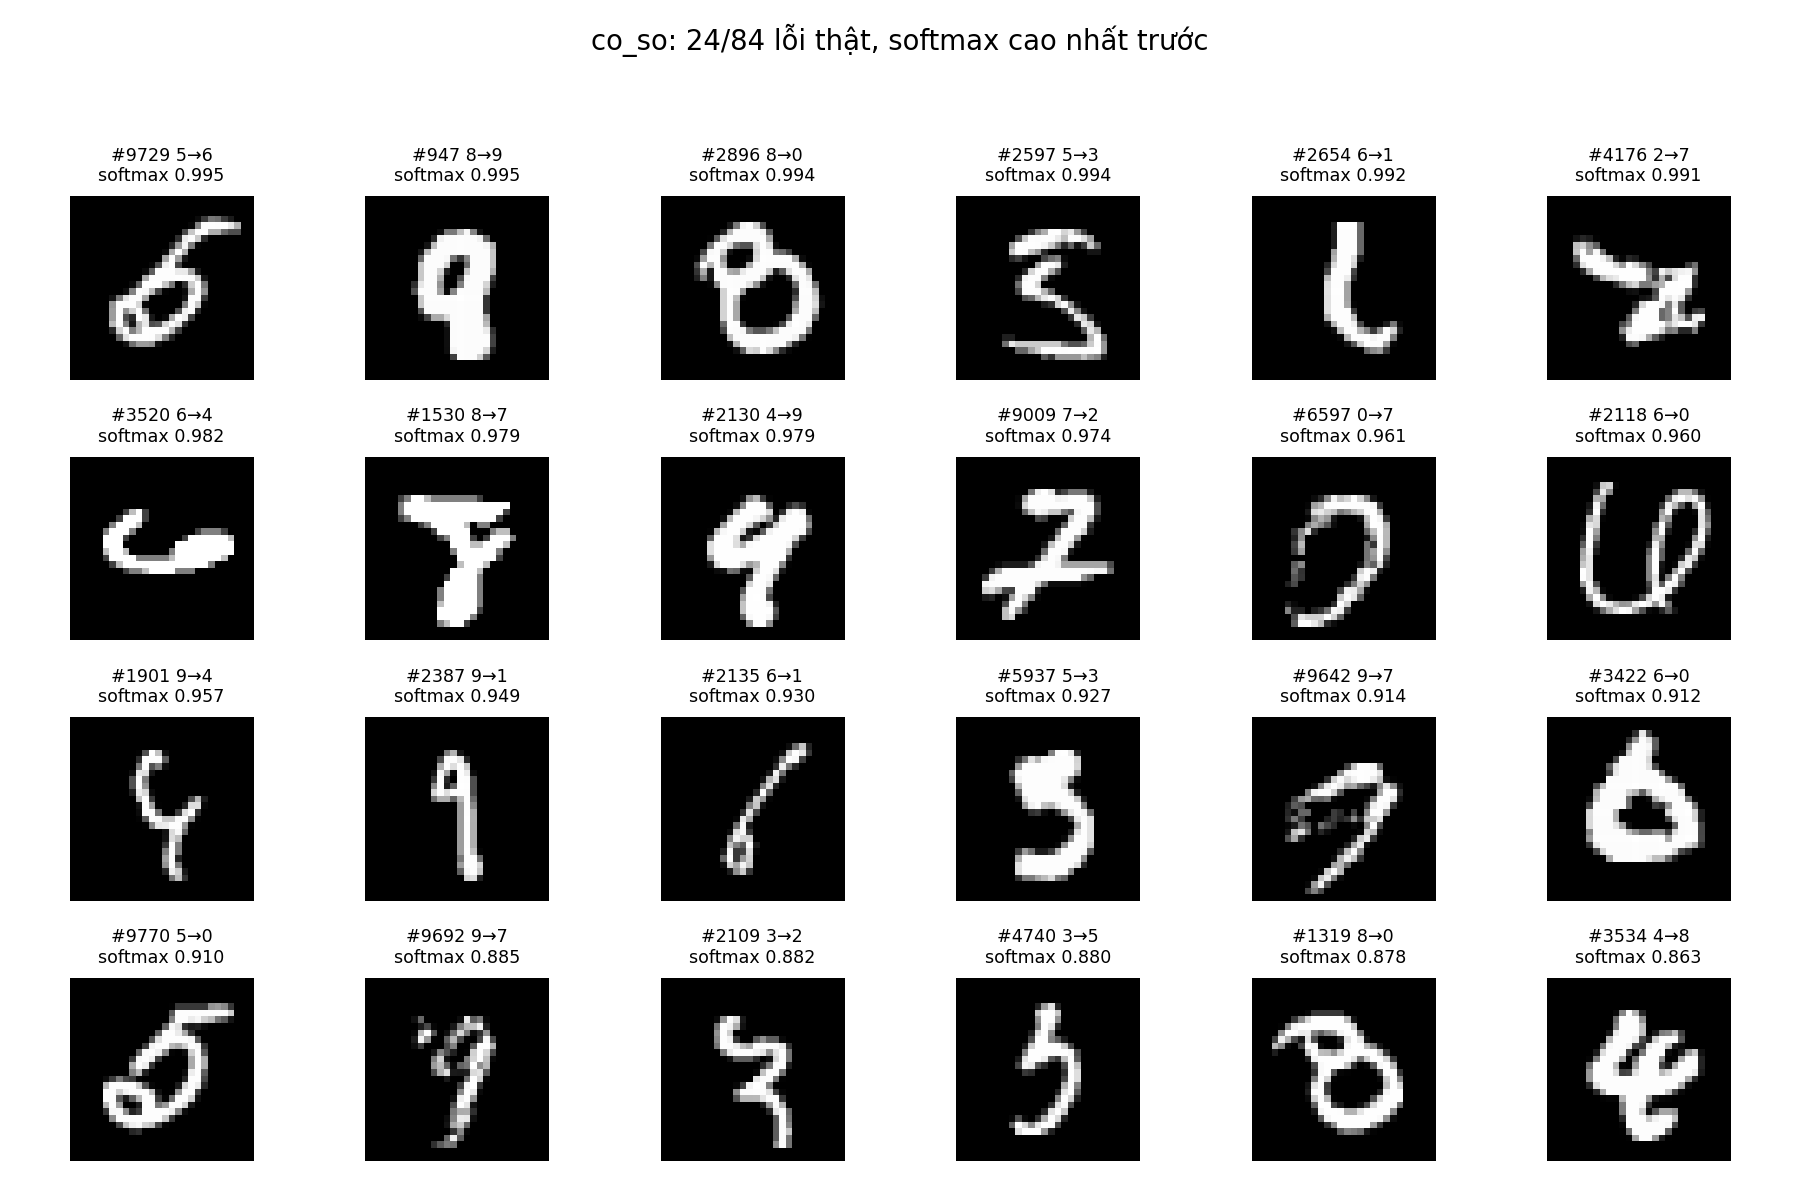 co_so: 24/84 lỗi thật, softmax cao nhất trước
#9729 5→6
softmax 0.995
#947 8→9
softmax 0.995
#2896 8→0
softmax 0.994
#2597 5→3
softmax 0.994
#2654 6→1
softmax 0.992
#4176 2→7
softmax 0.991
#3520 6→4
softmax 0.982
#1530 8→7
softmax 0.979
#2130 4→9
softmax 0.979
#9009 7→2
softmax 0.974
#6597 0→7
softmax 0.961
#2118 6→0
softmax 0.960
#1901 9→4
softmax 0.957
#2387 9→1
softmax 0.949
#2135 6→1
softmax 0.930
#5937 5→3
softmax 0.927
#9642 9→7
softmax 0.914
#3422 6→0
softmax 0.912
#9770 5→0
softmax 0.910
#9692 9→7
softmax 0.885
#2109 3→2
softmax 0.882
#4740 3→5
softmax 0.880
#1319 8→0
softmax 0.878
#3534 4→8
softmax 0.863